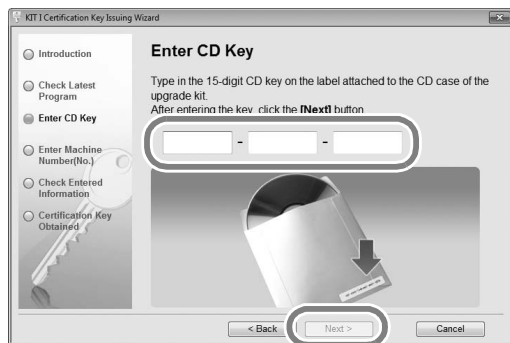 KIT I Certification Key Issuing Wizard
Introduction
Check Latest
Program
Enter CD Key
Enter Machine
Number(No.)
Check Entered
Information
Certification Key
Obtained
Enter CD Key
Type in the 15-digit CD key on the label attached to the CD case of the
upgrade kit.
After entering the key, click the [Next] button
- -
< Back
Next >
Cancel